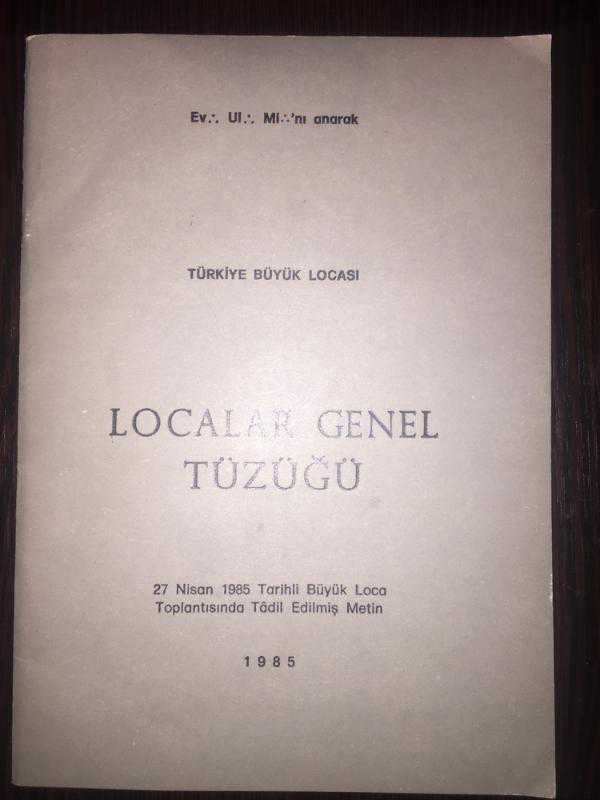 Ev∴ Ul∴ Mi∴'nı anarak
TÜRKİYE BÜYÜK LOCASI
LOCALAR GENEL
TÜZÜĞÜ
27 Nisan 1985 Tarihli Büyük Loca
Toplantısında Tâdil Edilmiş Metin
1985